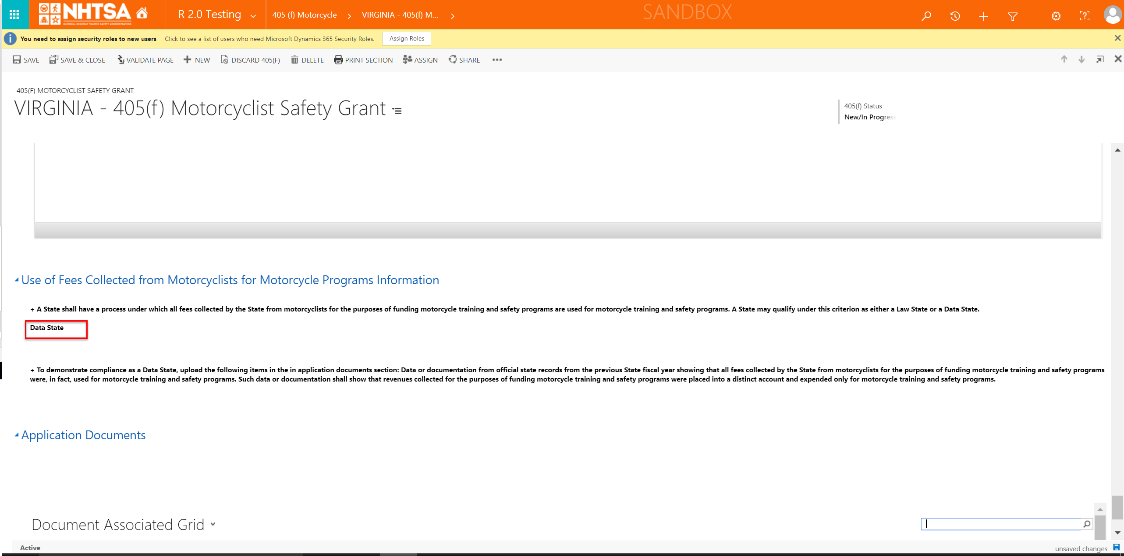 NHTSA R 2.0 Testing 405 (f) Motorcycle VIRGINIA - 405(f) M... SANDBOX
You need to assign security roles to new users Click to see a list of users who need Microsoft Dynamics 365 Security Roles. Assign Roles
SAVE SAVE & CLOSE VALIDATE PAGE NEW DISCARD 405(F) DELETE PRINT SECTION ASSIGN SHARE •••
405(F) MOTORCYCLIST SAFETY GRANT
VIRGINIA - 405(f) Motorcyclist Safety Grant
405(f) Status
New/In Progress
Use of Fees Collected from Motorcyclists for Motorcycle Programs Information
+ A State shall have a process under which all fees collected by the State from motorcyclists for the purposes of funding motorcycle training and safety programs are used for motorcycle training and safety programs. A State may qualify under this criterion as either a Law State or a Data State.
Data State
+ To demonstrate compliance as a Data State, upload the following items in the in application documents section: Data or documentation from official state records from the previous State fiscal year showing that all fees collected by the State from motorcyclists for the purposes of funding motorcycle training and safety programs
were, in fact, used for motorcycle training and safety programs. Such data or documentation shall show that revenues collected for the purposes of funding motorcycle training and safety programs were placed into a distinct account and expended only for motorcycle training and safety programs.
Application Documents
Document Associated Grid
Active
unsaved changes